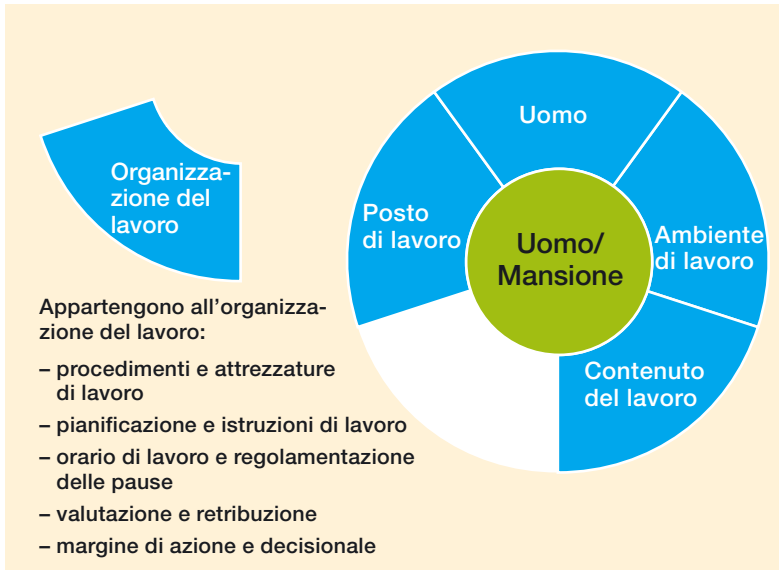 Organizza-
zione del
lavoro
Uomo
Posto
di lavoro
Uomo/
Mansione
Ambiente
di lavoro
Contenuto
del lavoro
Appartengono all’organizza-
zione del lavoro:
– procedimenti e attrezzature
di lavoro
– pianificazione e istruzioni di lavoro
– orario di lavoro e regolamentazione
delle pause
– valutazione e retribuzione
– margine di azione e decisionale